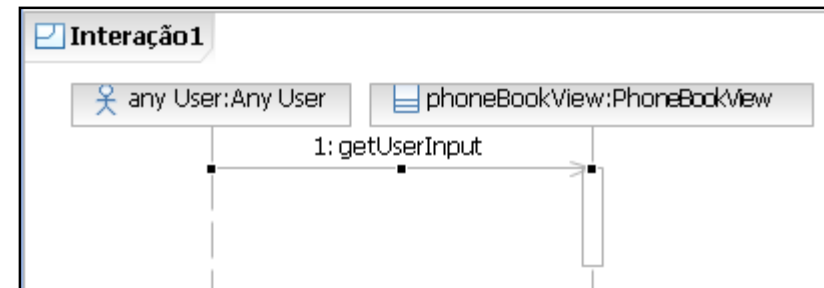 Interação1
any User:Any User
phoneBookView:PhoneBookView
1: getUserInput